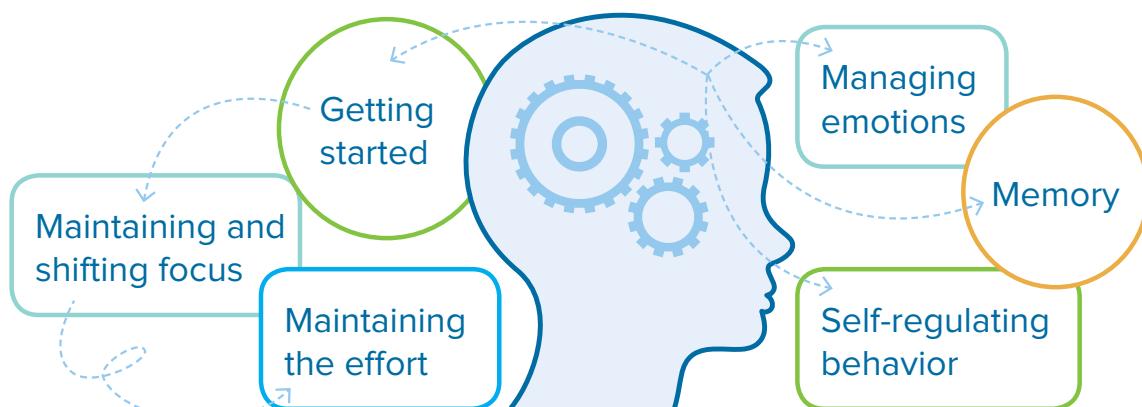 Getting
started
Maintaining and
shifting focus
Maintaining
the effort
Managing
emotions
Memory
Self-regulating
behavior